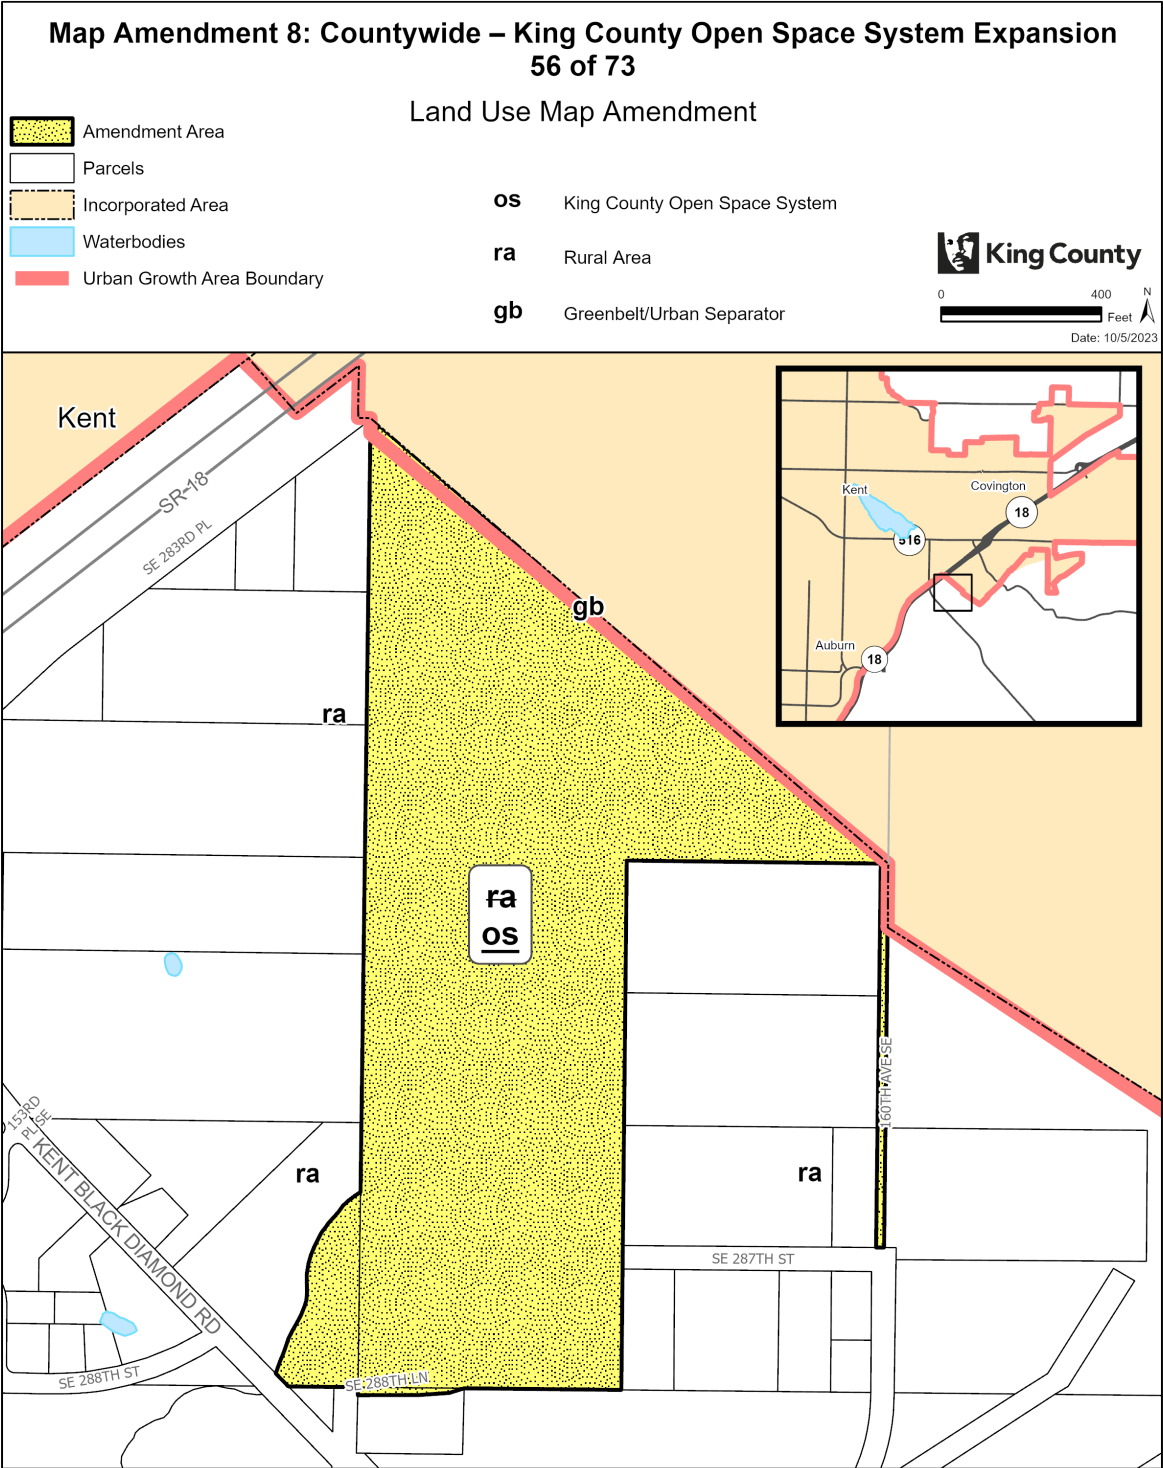 Map Amendment 8: Countywide – King County Open Space System Expansion
56 of 73
Land Use Map Amendment
Amendment Area
Parcels
Incorporated Area
Waterbodies
Urban Growth Area Boundary
os King County Open Space System
ra Rural Area
gb Greenbelt/Urban Separator
King County
0 400
Feet
N
Date: 10/5/2023
Kent
SR-18
SE 283RD PL
gb
ra
ra
os
Kent
Covington
18
516
Auburn
18
160TH AVE SE
153RD
PL SE
KENT BLACK DIAMOND RD
ra
ra
SE 287TH ST
SE 288TH ST
SE 288TH LN